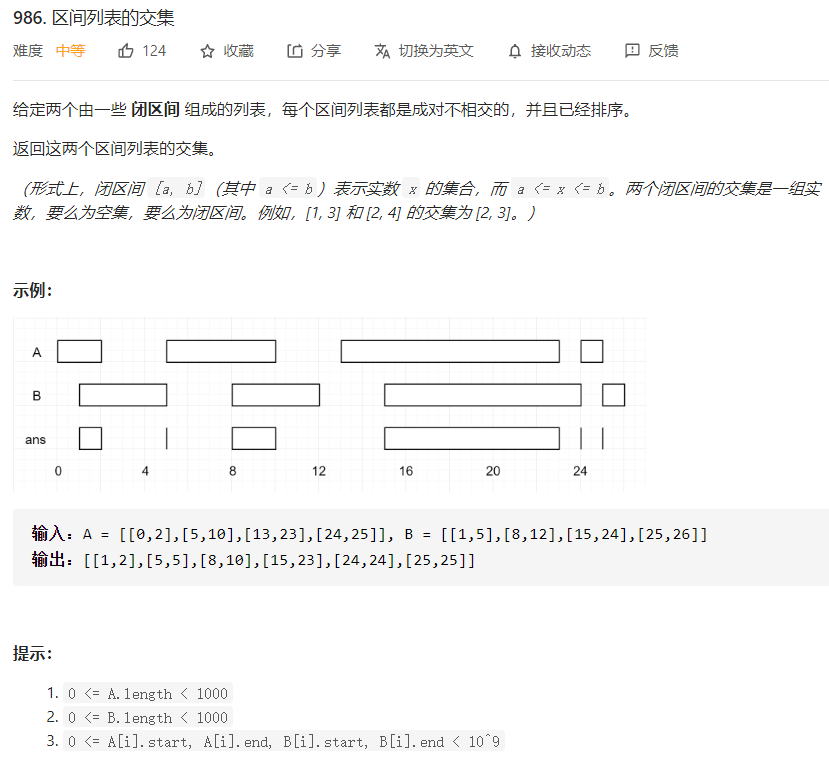 986. 区间列表的交集
难度 中等 124 收藏 分享 切换为英文 接收动态 反馈
给定两个由一些 闭区间 组成的列表，每个区间列表都是成对不相交的，并且已经排序。
返回这两个区间列表的交集。
（形式上，闭区间 [a, b]（其中 a <= b）表示实数 x 的集合，而 a <= x <= b。两个闭区间的交集是一组实
数，要么为空集，要么为闭区间。例如，[1, 3] 和 [2, 4] 的交集为 [2, 3]。）
示例：
A
B
ans
0 4 8 12 16 20 24
输入：A = [[0,2],[5,10],[13,23],[24,25]], B = [[1,5],[8,12],[15,24],[25,26]]
输出：[[1,2],[5,5],[8,10],[15,23],[24,24],[25,25]]
提示：
1. 0 <= A.length < 1000
2. 0 <= B.length < 1000
3. 0 <= A[i].start, A[i].end, B[i].start, B[i].end < 10^9